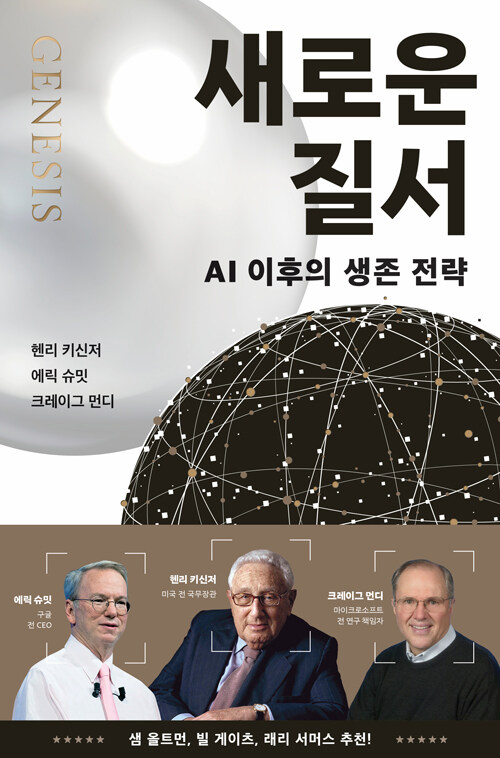 GENESIS
새로운
질서
AI 이후의 생존 전략
헨리 키신저
에릭 슈밋
크레이그 먼디
에릭 슈밋
구글
전 CEO
헨리 키신저
미국 전 국무장관
크레이그 먼디
마이크로소프트
전 연구 책임자
★★★★★ 샘 올트먼, 빌 게이츠, 래리 서머스 추천! ★★★★★